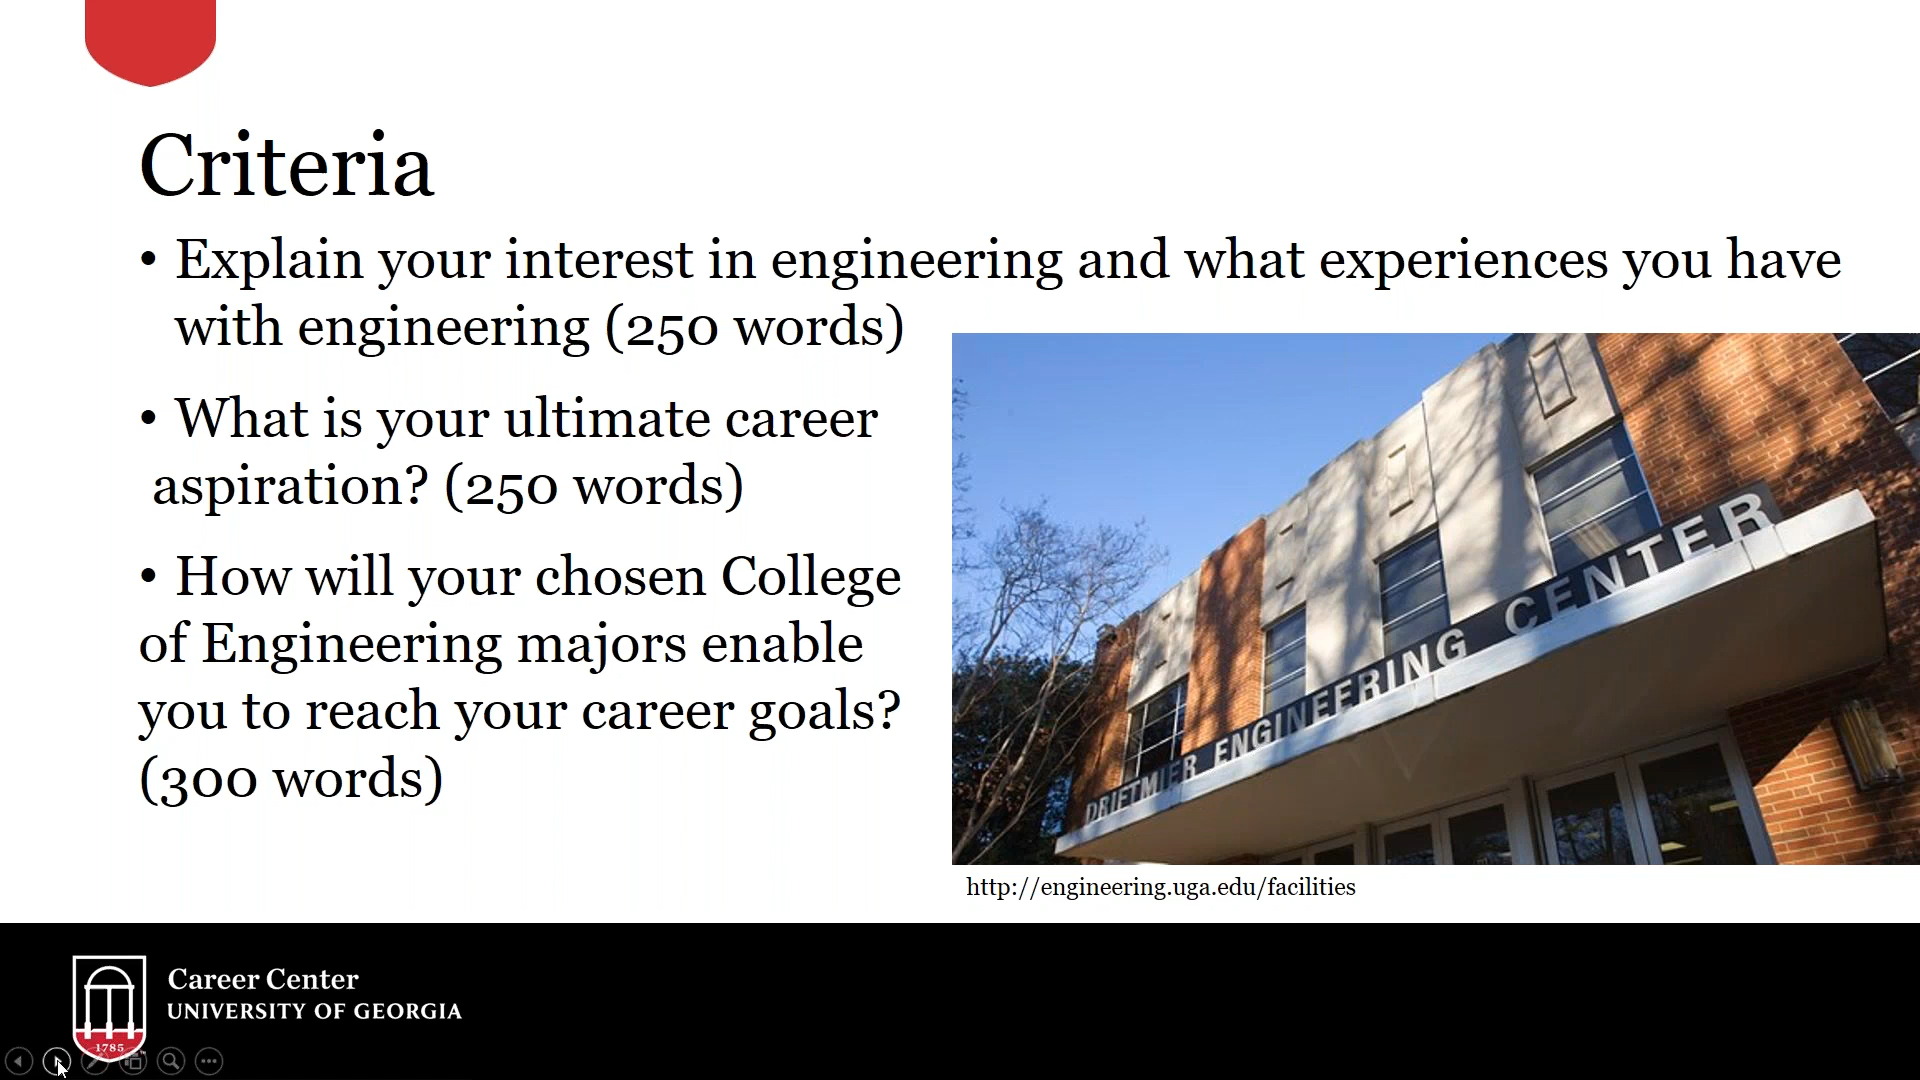 Criteria
• Explain your interest in engineering and what experiences you have
with engineering (250 words)
• What is your ultimate career
aspiration? (250 words)
• How will your chosen College
of Engineering majors enable
you to reach your career goals?
(300 words)
DRIFTMIER ENGINEERING CENTER
http://engineering.uga.edu/facilities
Career Center
UNIVERSITY OF GEORGIA
1785